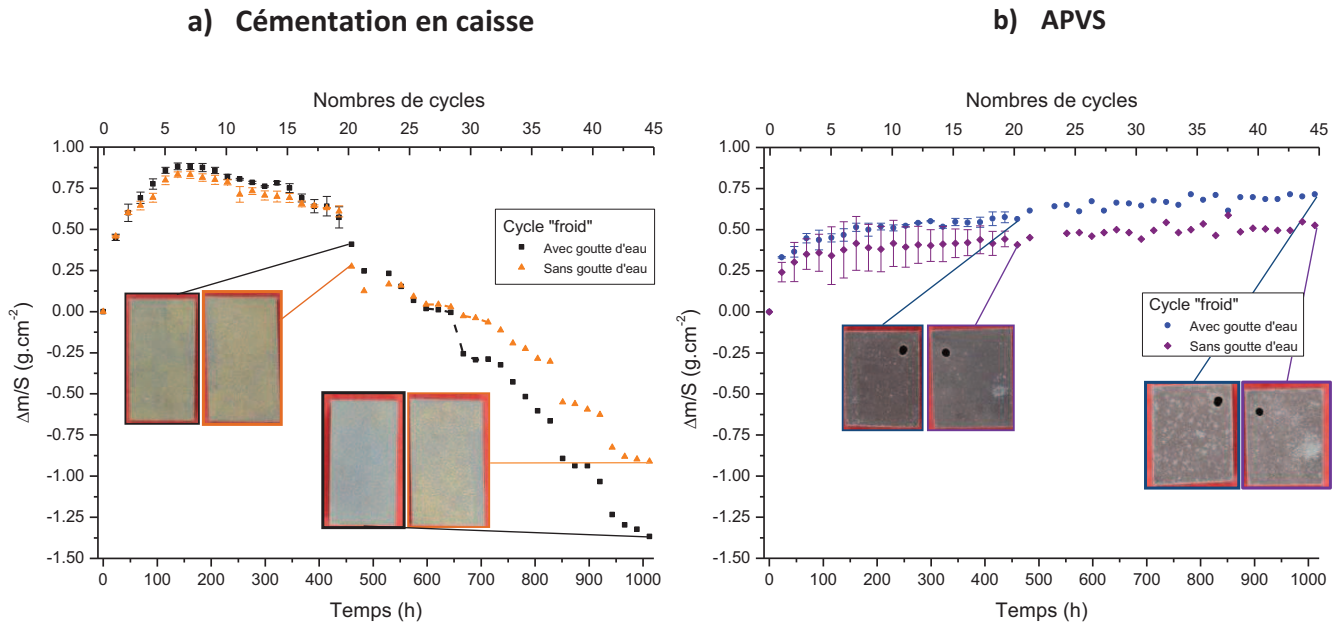 a) Cémentation en caisse
Nombres de cycles
0 5 10 15 20 25 30 35 40 45
1.00
0.75
0.50
0.25
0.00
-0.25
-0.50
-0.75
-1.00
-1.25
-1.50
Δm/S (g.cm-2)
Cycle "froid"
Avec goutte d'eau
Sans goutte d'eau
0 100 200 300 400 500 600 700 800 900 1000
Temps (h)
b) APVS
Nombres de cycles
0 5 10 15 20 25 30 35 40 45
1.00
0.75
0.50
0.25
0.00
-0.25
-0.50
-0.75
-1.00
-1.25
-1.50
Δm/S (g.cm-2)
Cycle "froid"
Avec goutte d'eau
Sans goutte d'eau
0 100 200 300 400 500 600 700 800 900 1000
Temps (h)